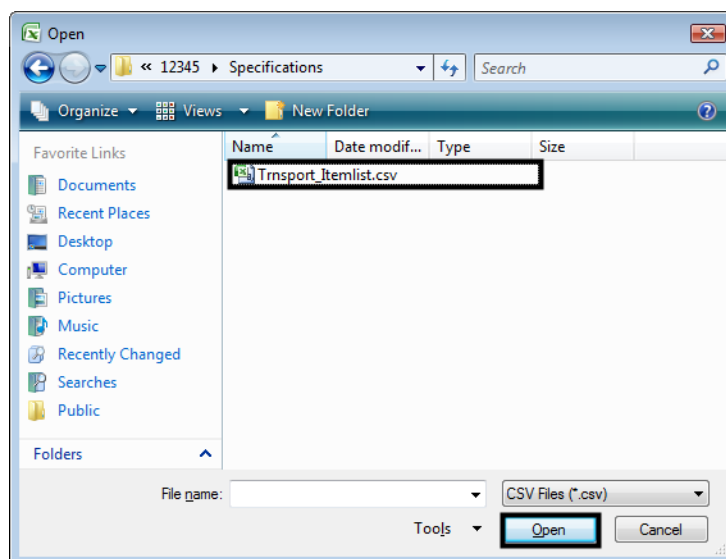 Open
« 12345 Specifications Search
Organize Views New Folder
Favorite Links
Documents
Recent Places
Desktop
Computer
Pictures
Music
Recently Changed
Searches
Public
Folders
Name Date modif... Type Size
Trnsport_Itemlist.csv
File name: CSV Files (*.csv)
Tools Open Cancel